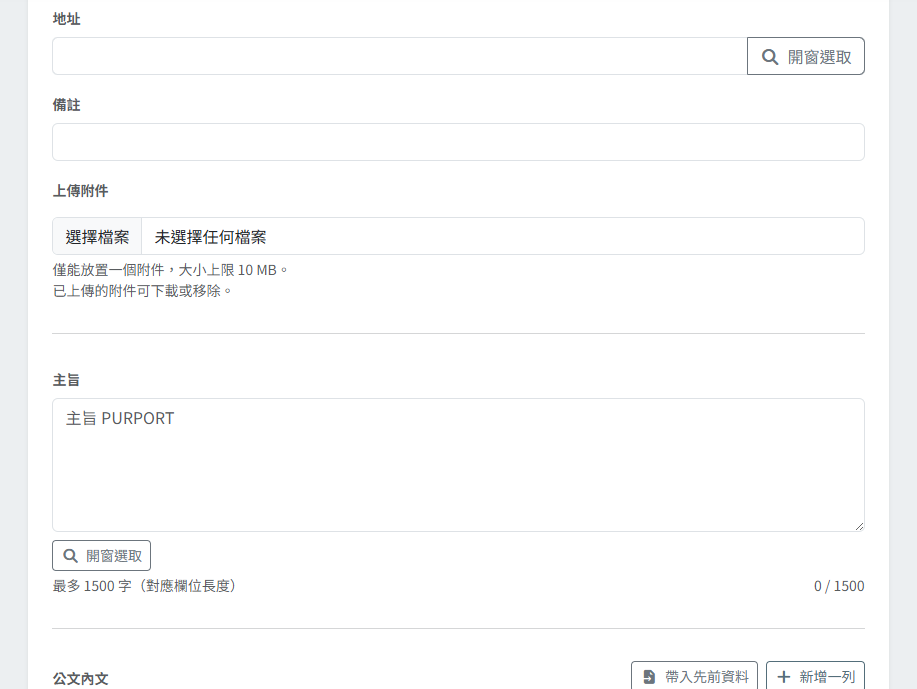 地址
開窗選取
備註
上傳附件
選擇檔案 未選擇任何檔案
僅能放置一個附件，大小上限 10 MB。
已上傳的附件可下載或移除。
主旨
主旨 PURPORT
開窗選取
最多 1500 字（對應欄位長度） 0 / 1500
公文內文 帶入先前資料 新增一列